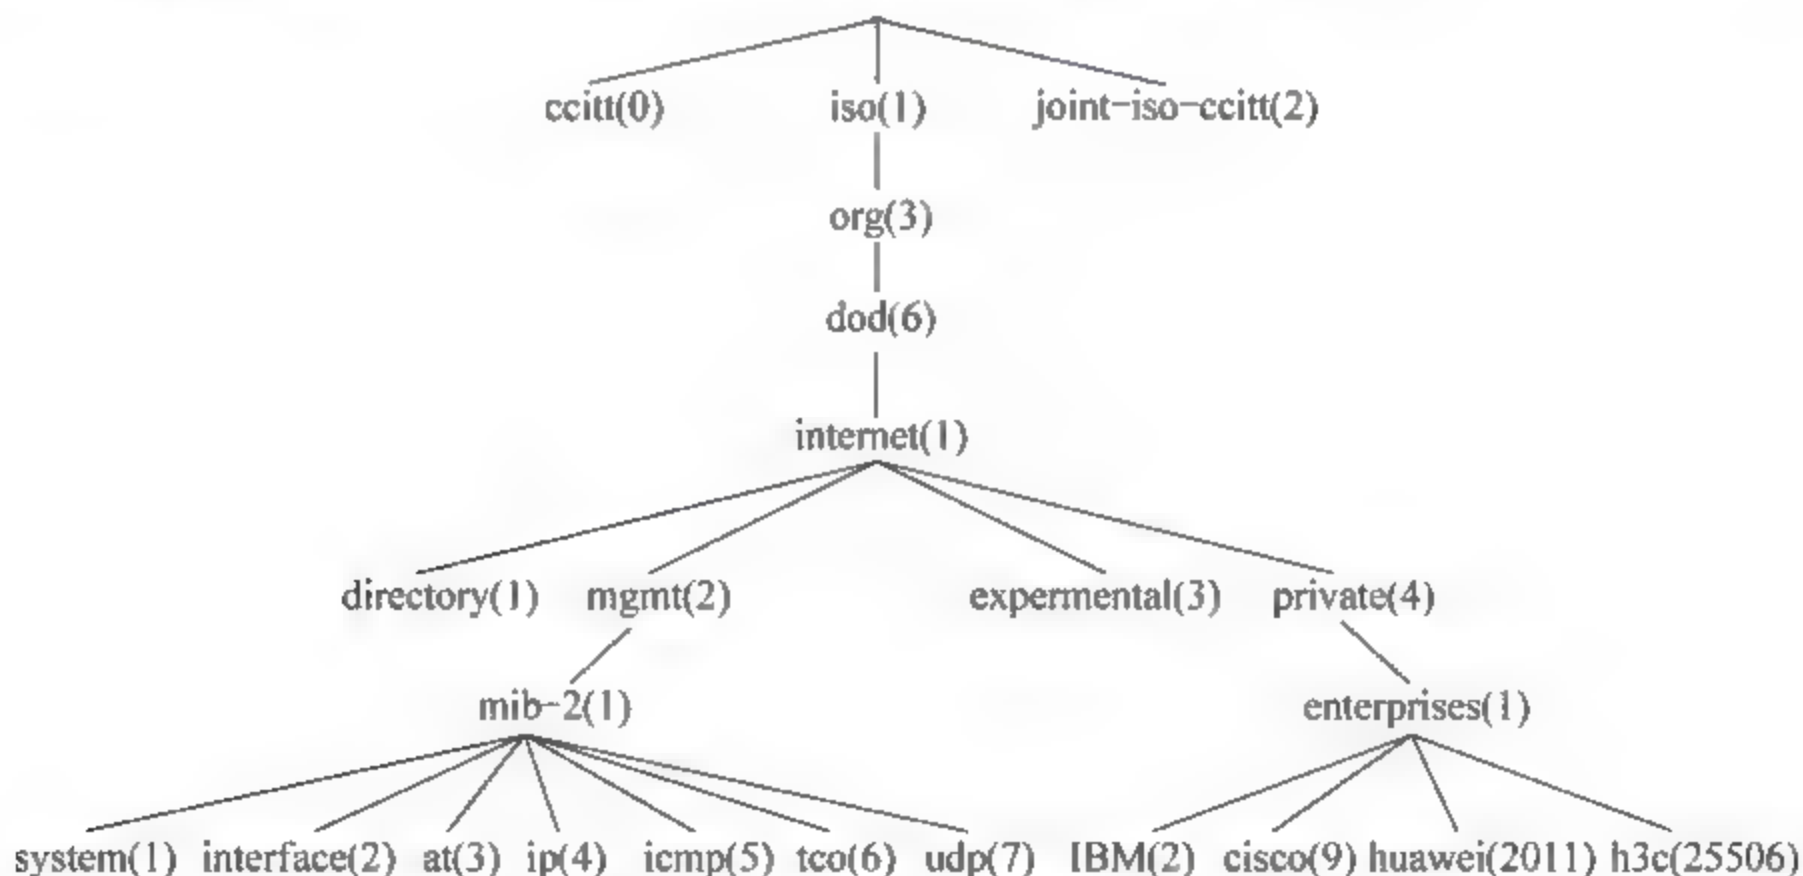 ccitt(0) iso(1) joint-iso-ccitt(2)
org(3)
dod(6)
internet(1)
directory(1) mgmt(2) expermental(3) private(4)
mib-2(1) enterprises(1)
system(1) interface(2) at(3) ip(4) icmp(5) tco(6) udp(7) IBM(2) cisco(9) huawei(2011) h3c(25506)